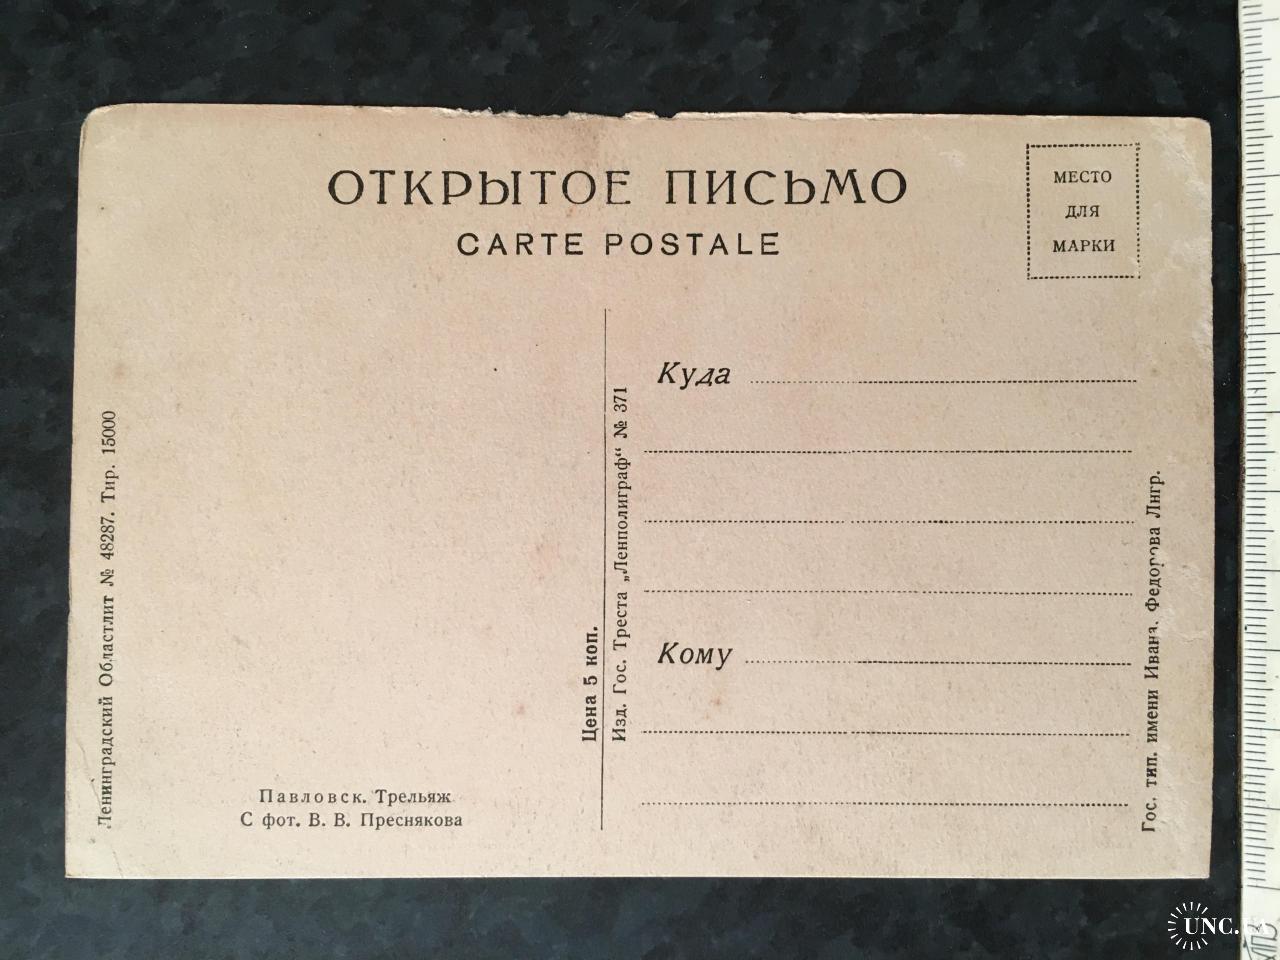 ОТКРЫТОЕ ПИСЬМО
CARTE POSTALE
МЕСТО
ДЛЯ
МАРКИ
Ленинградский Областлит № 48287. Тир. 15000
Павловск. Трельяж
С фот. В. В. Преснякова
Цена 5 коп.
Изд. Гос. Треста „Ленполиграф“ № 371
Куда
Кому
Гос. тип. имени Ивана Федорова Лнгр.
UNC.UA